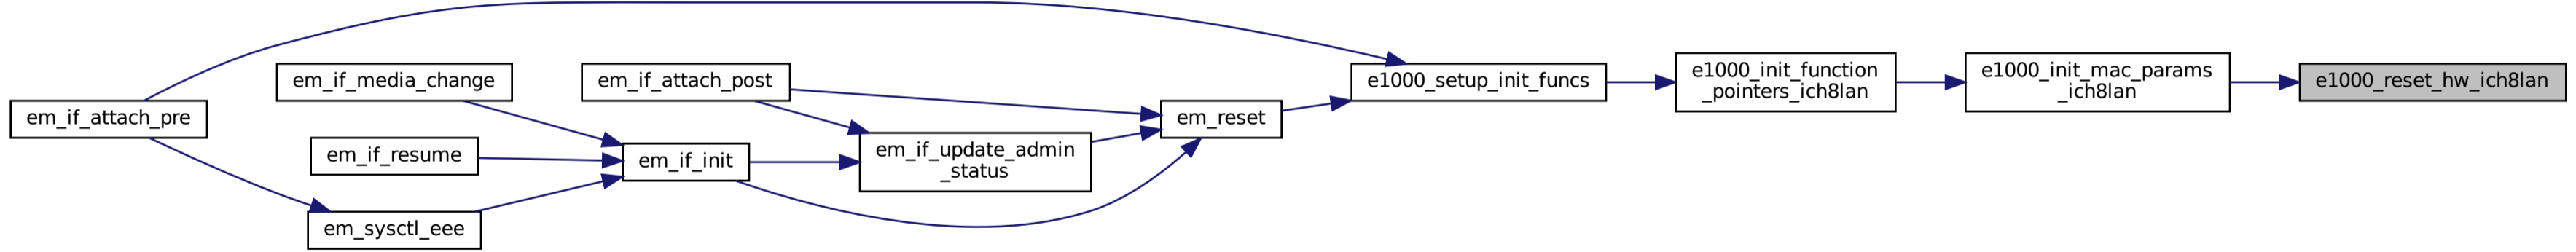 em_if_attach_pre
em_if_media_change
em_if_resume
em_sysctl_eee
em_if_attach_post
em_if_init
em_if_update_admin
_status
em_reset
e1000_setup_init_funcs
e1000_init_function
_pointers_ich8lan
e1000_init_mac_params
_ich8lan
e1000_reset_hw_ich8lan